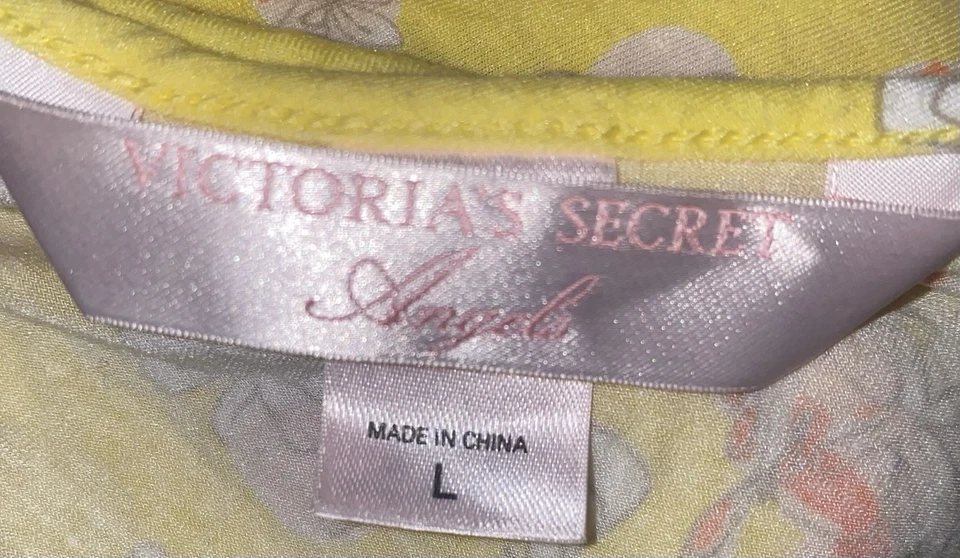 VICTORIA'S SECRET
Angels
MADE IN CHINA
L